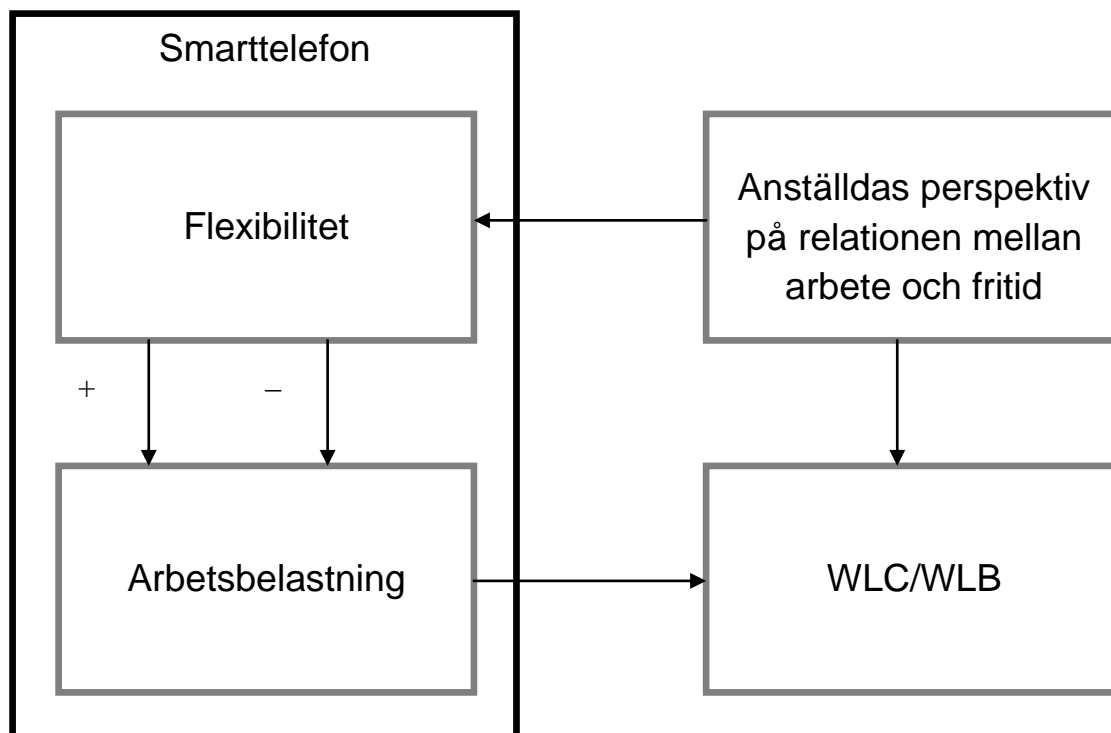 Smarttelefon
Flexibilitet
Anställdas perspektiv
på relationen mellan
arbete och fritid
+
–
Arbetsbelastning
WLC/WLB